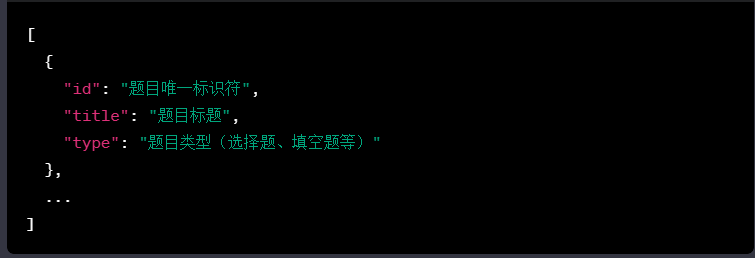 [
  {
    "id": "题目唯一标识符",
    "title": "题目标题",
    "type": "题目类型（选择题、填空题等）"
  },
  ...
]